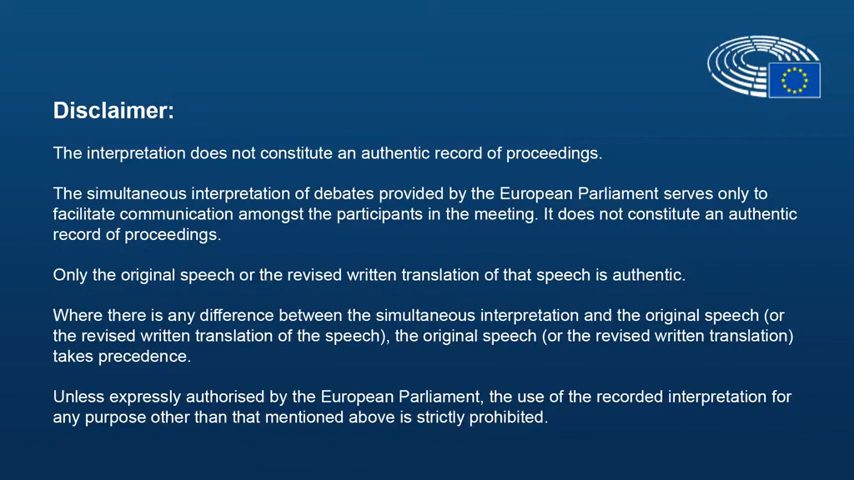 Disclaimer:
The interpretation does not constitute an authentic record of proceedings.
The simultaneous interpretation of debates provided by the European Parliament serves only to
facilitate communication amongst the participants in the meeting. It does not constitute an authentic
record of proceedings.
Only the original speech or the revised written translation of that speech is authentic.
Where there is any difference between the simultaneous interpretation and the original speech (or
the revised written translation of the speech), the original speech (or the revised written translation)
takes precedence.
Unless expressly authorised by the European Parliament, the use of the recorded interpretation for
any purpose other than that mentioned above is strictly prohibited.